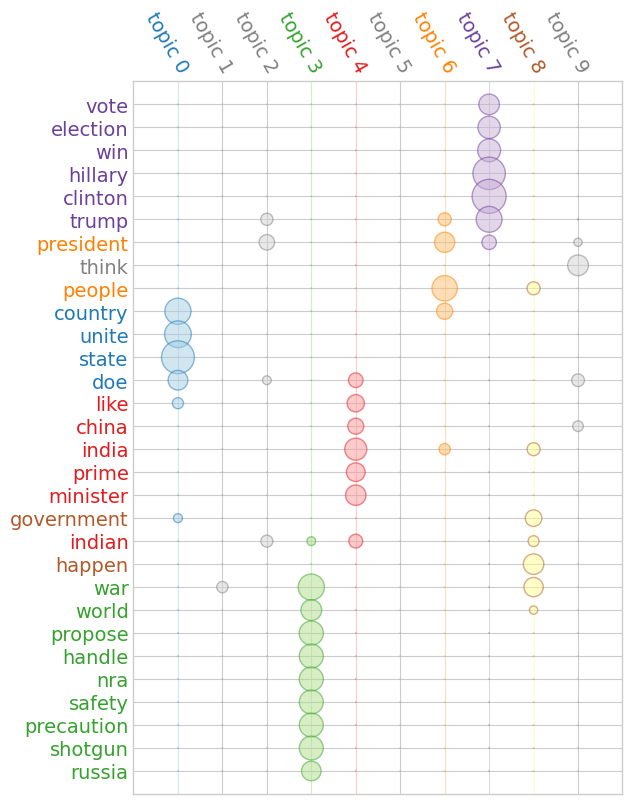 topic 0
topic 1
topic 2
topic 3
topic 4
topic 5
topic 6
topic 7
topic 8
topic 9
vote
election
win
hillary
clinton
trump
president
think
people
country
unite
state
doe
like
china
india
prime
minister
government
indian
happen
war
world
propose
handle
nra
safety
precaution
shotgun
russia